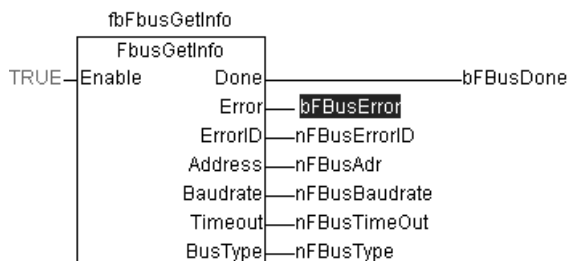 fbFbusGetInfo
FbusGetInfo
TRUE Enable Done bFBusDone
Error bFBusError
ErrorID nFBusErrorID
Address nFBusAdr
Baudrate nFBusBaudrate
Timeout nFBusTimeOut
BusType nFBusType